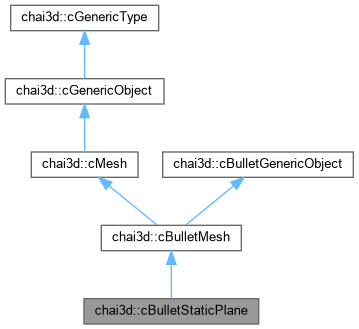 chai3d::cGenericType
chai3d::cGenericObject
chai3d::cMesh
chai3d::cBulletGenericObject
chai3d::cBulletMesh
chai3d::cBulletStaticPlane